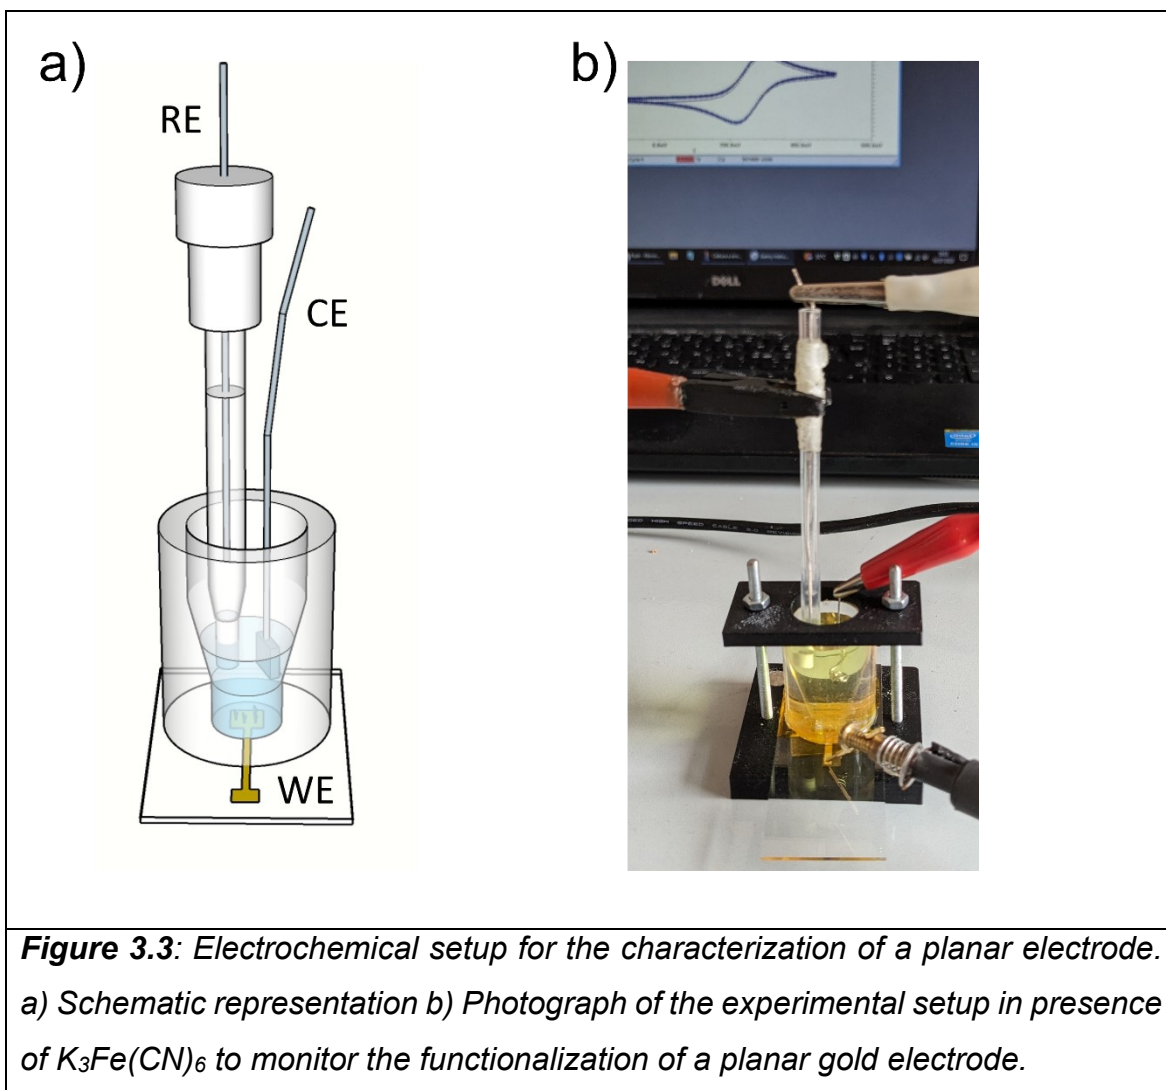 a)
b)
RE
CE
WE
DELL
Figure 3.3: Electrochemical setup for the characterization of a planar electrode.
a) Schematic representation b) Photograph of the experimental setup in presence
of K₃Fe(CN)₆ to monitor the functionalization of a planar gold electrode.